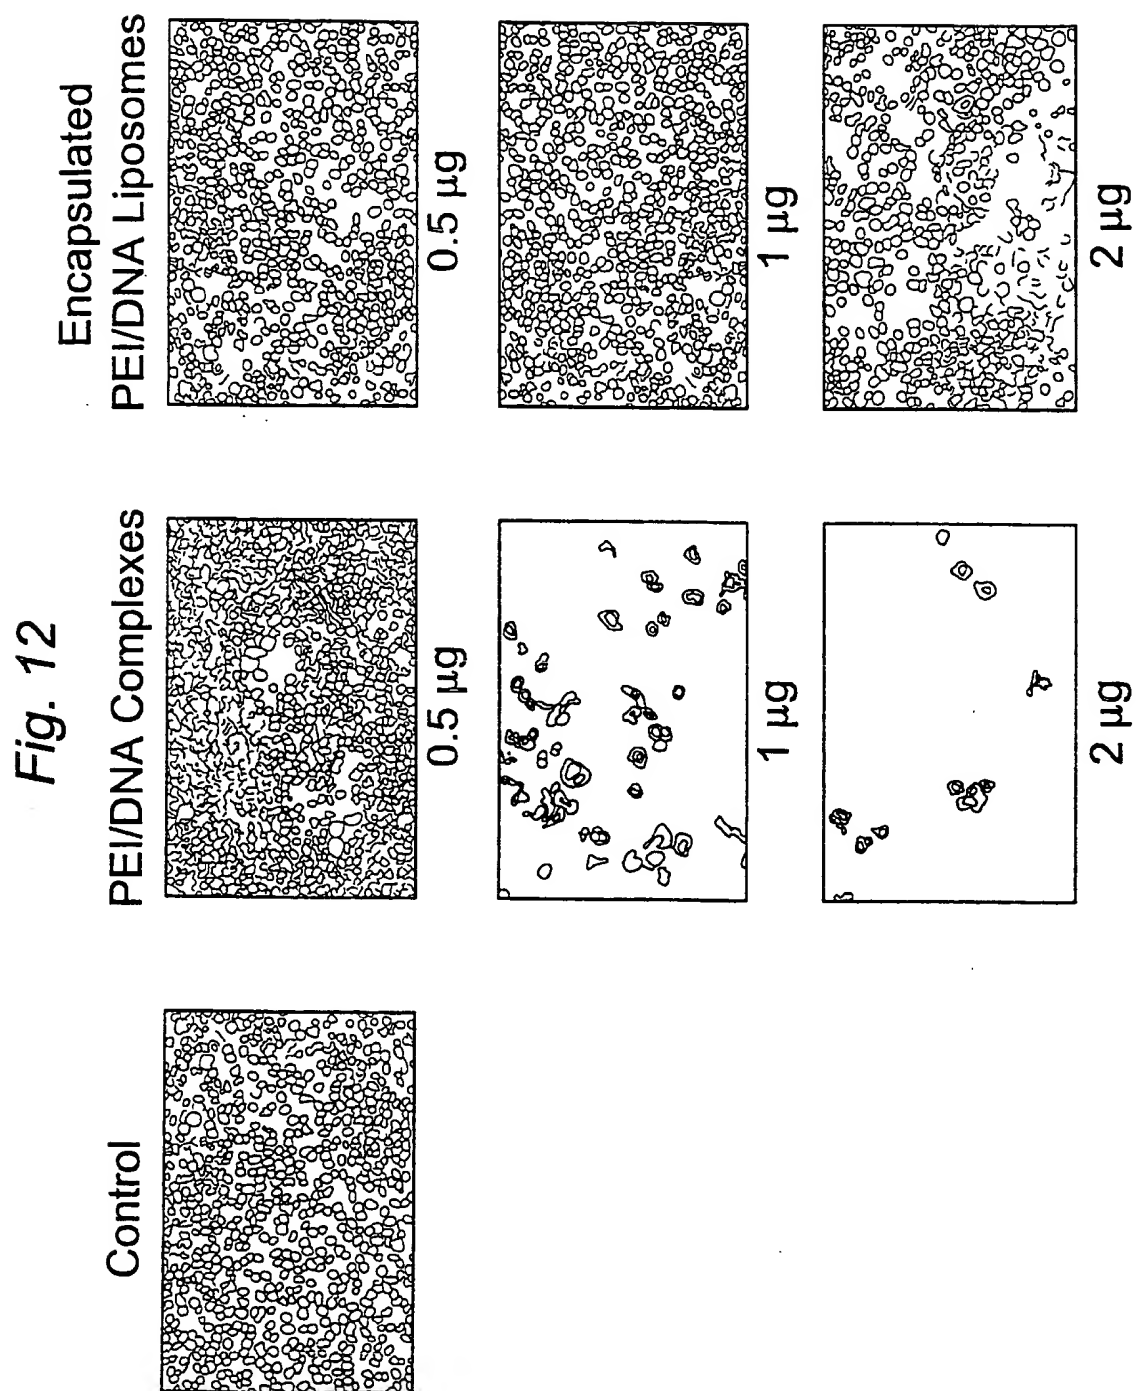 Fig. 12
Control
PEI/DNA Complexes
Encapsulated
PEI/DNA Liposomes
0.5 µg
0.5 µg
1 µg
1 µg
2 µg
2 µg